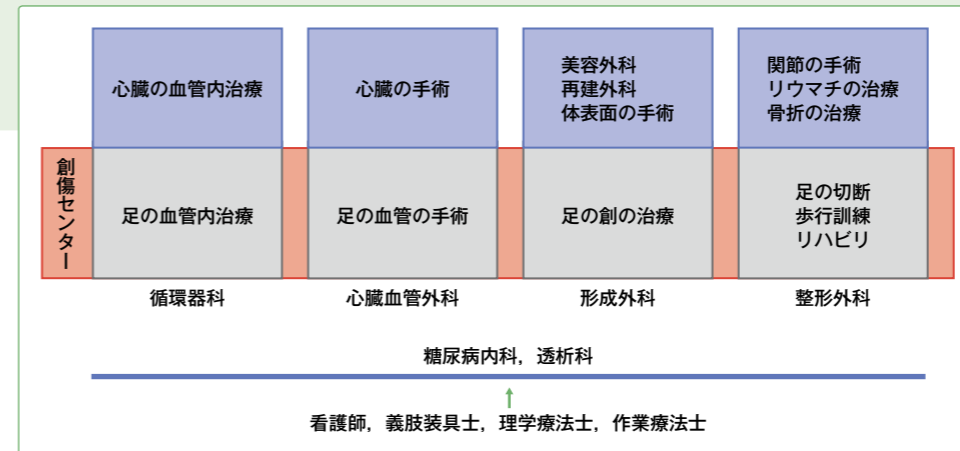 心臓の血管内治療
心臓の手術
美容外科
再建外科
体表面の手術
関節の手術
リウマチの治療
骨折の治療
創傷センター
足の血管内治療
足の血管の手術
足の創の治療
足の切断
歩行訓練
リハビリ
循環器科
心臓血管外科
形成外科
整形外科
糖尿病内科，透析科
看護師，義肢装具士，理学療法士，作業療法士